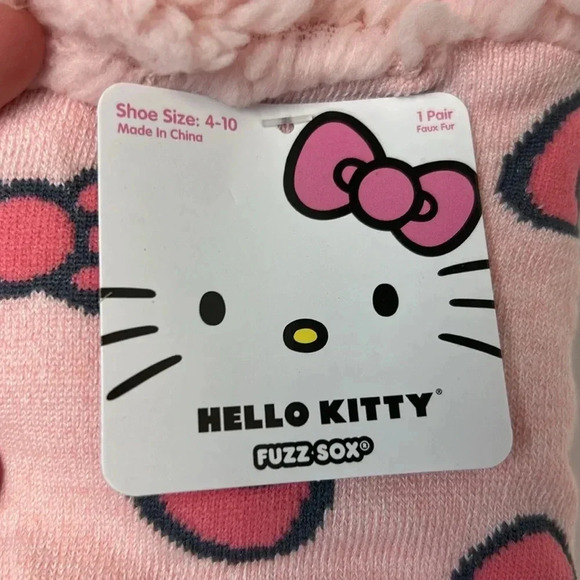 Shoe Size: 4-10
Made In China
1 Pair
Faux Fur
HELLO KITTY®
FUZZ·SOX®